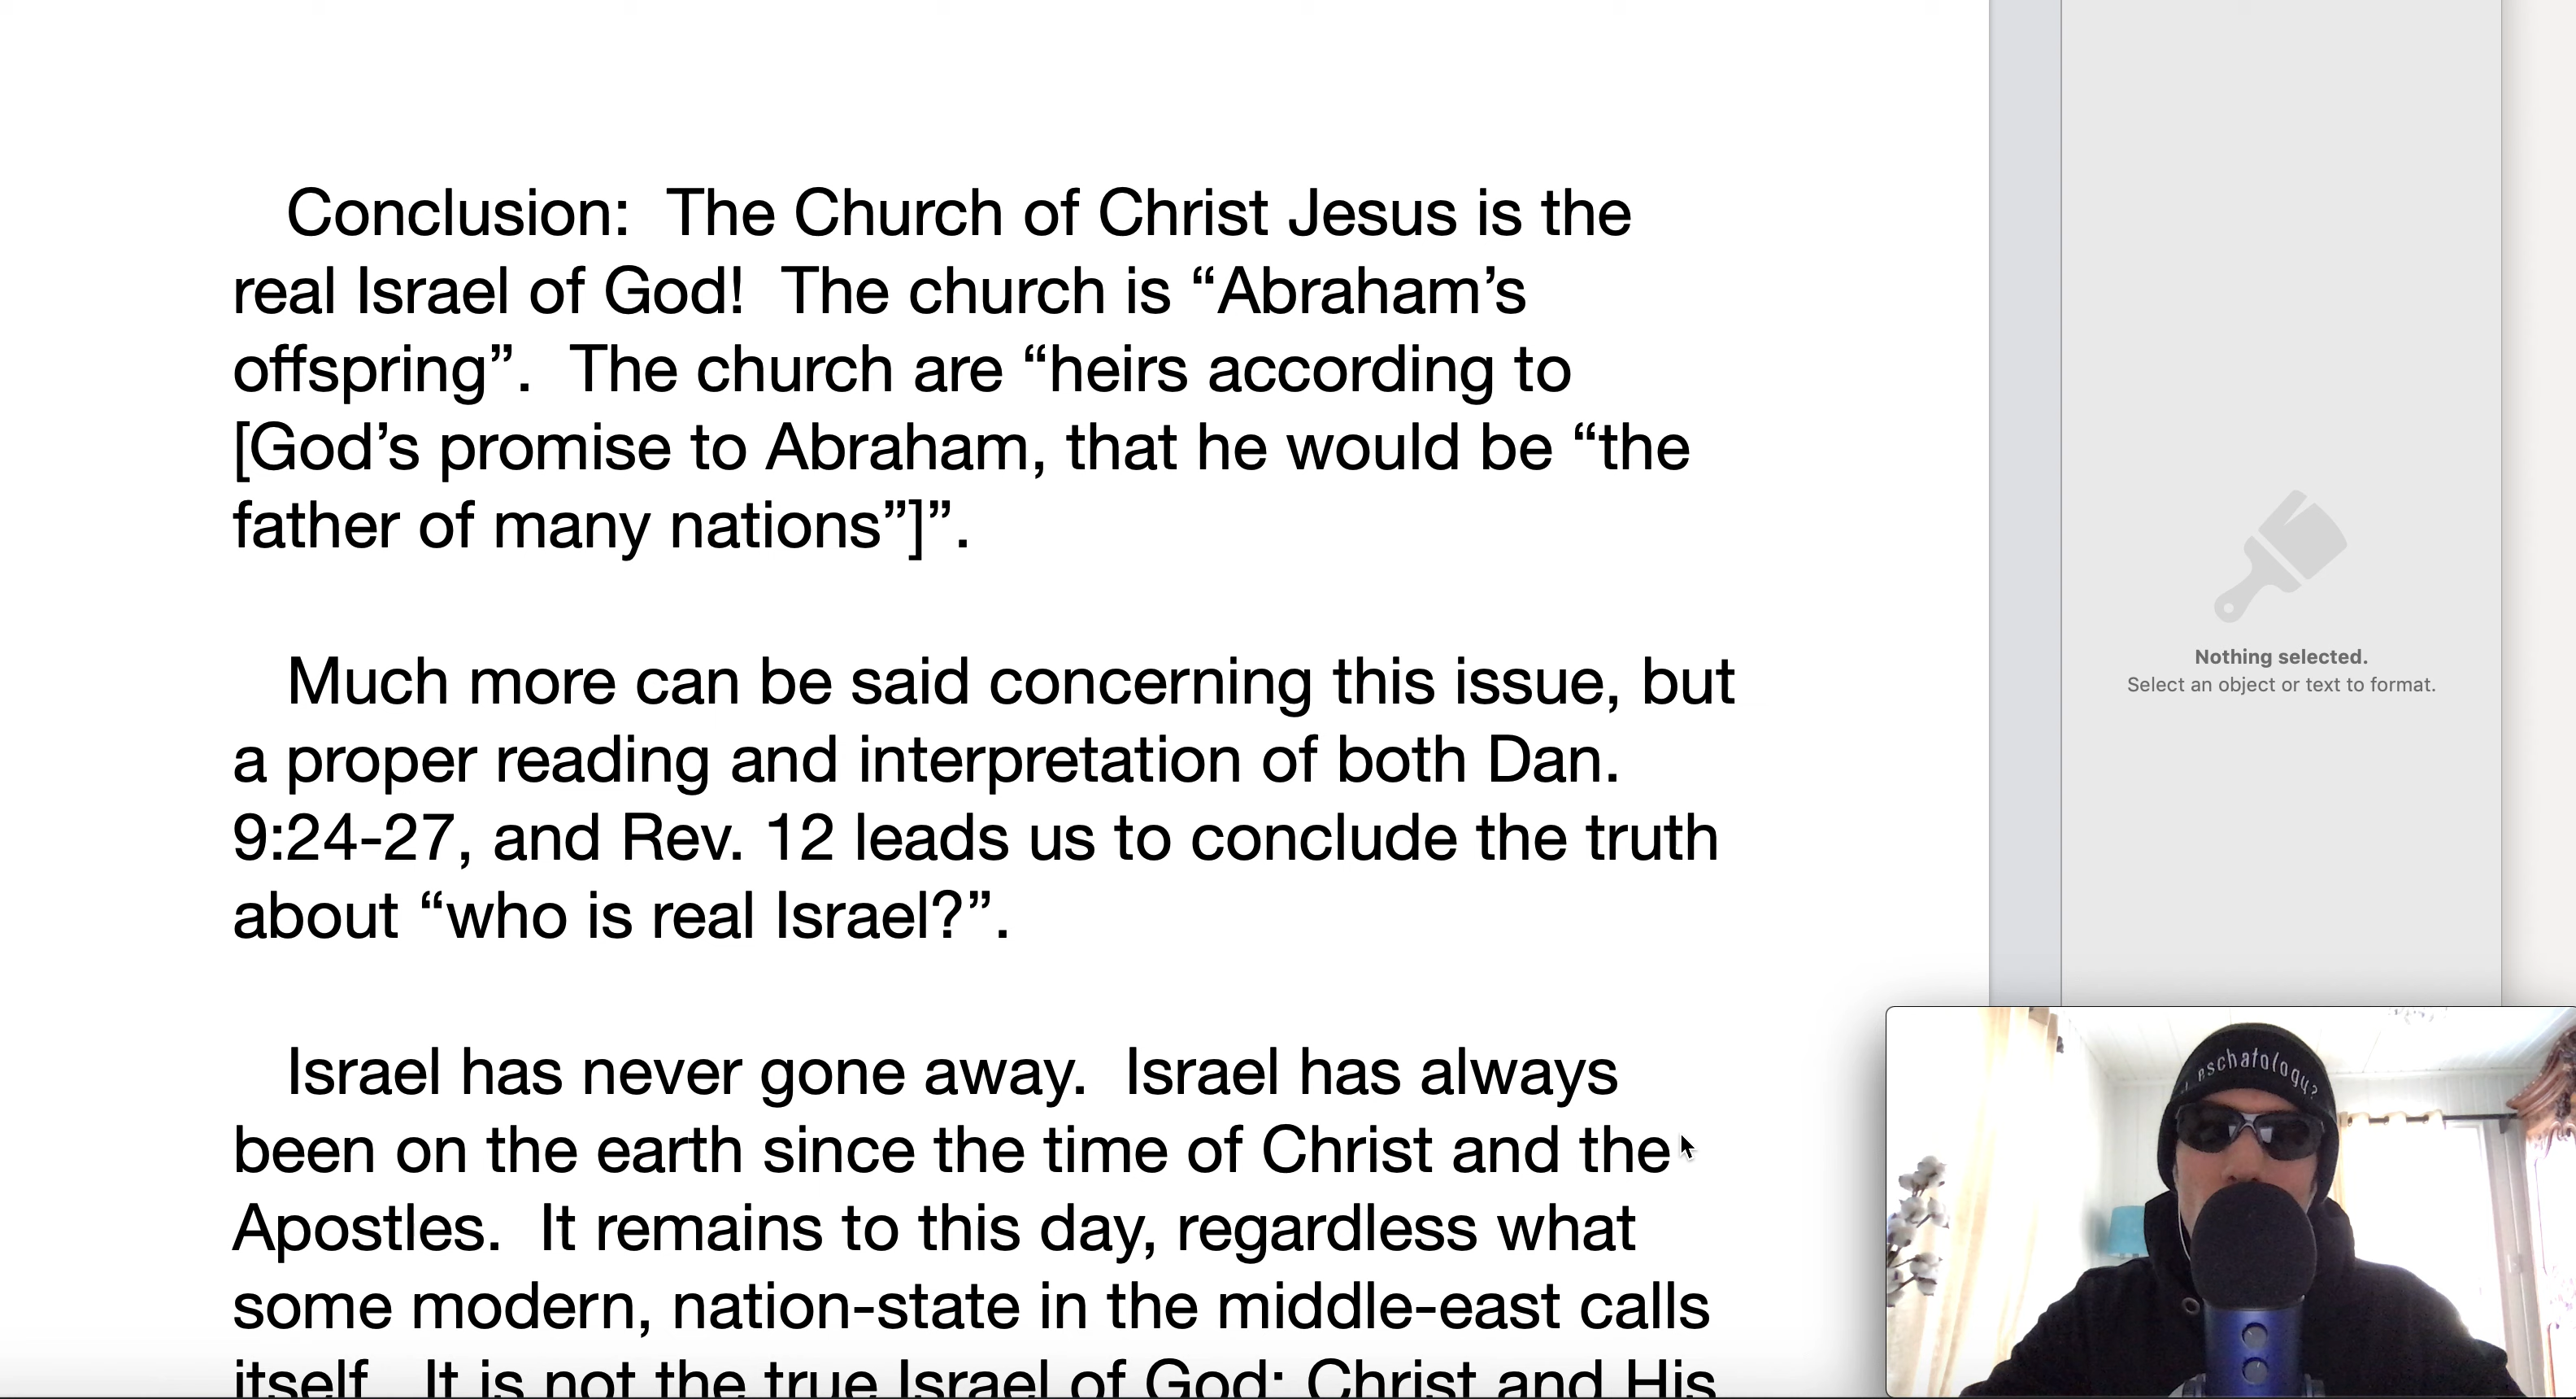 Conclusion:  The Church of Christ Jesus is the
real Israel of God!  The church is “Abraham’s
offspring”.  The church are “heirs according to
[God’s promise to Abraham, that he would be “the
father of many nations”]”.
Much more can be said concerning this issue, but
a proper reading and interpretation of both Dan.
9:24-27, and Rev. 12 leads us to conclude the truth
about “who is real Israel?”.
Israel has never gone away.  Israel has always
been on the earth since the time of Christ and the
Apostles.  It remains to this day, regardless what
some modern, nation-state in the middle-east calls
itself.  It is not the true Israel of God; Christ and His
Nothing selected.
Select an object or text to format.
eschatology?